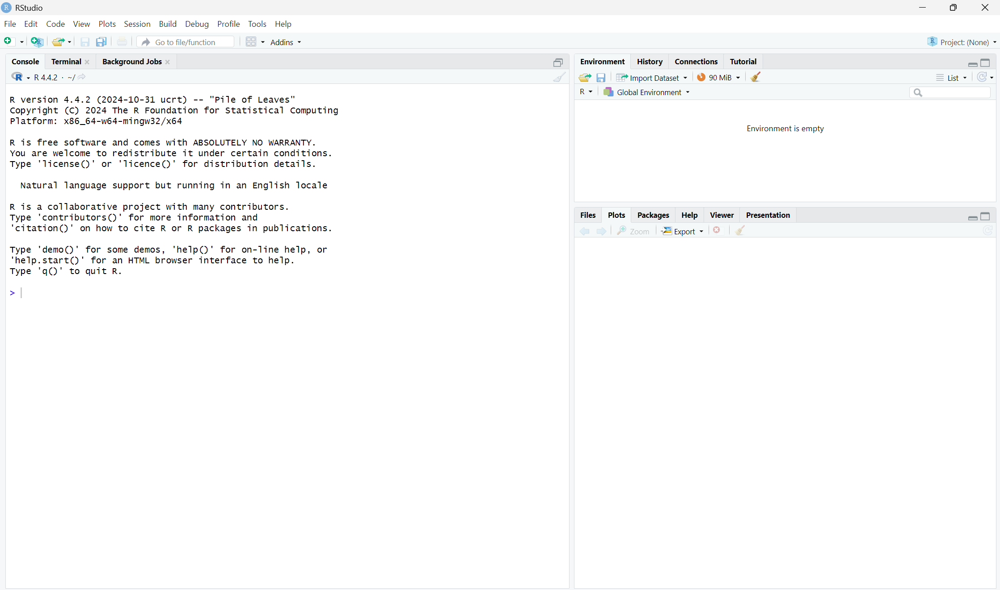 RStudio
File Edit Code View Plots Session Build Debug Profile Tools Help
Go to file/function Addins Project: (None)
Console Terminal Background Jobs
R 4.4.2 · ~/
R version 4.4.2 (2024-10-31 ucrt) -- "Pile of Leaves"
Copyright (C) 2024 The R Foundation for Statistical Computing
Platform: x86_64-w64-mingw32/x64
R is free software and comes with ABSOLUTELY NO WARRANTY.
You are welcome to redistribute it under certain conditions.
Type 'license()' or 'licence()' for distribution details.
Natural language support but running in an English locale
R is a collaborative project with many contributors.
Type 'contributors()' for more information and
'citation()' on how to cite R or R packages in publications.
Type 'demo()' for some demos, 'help()' for on-line help, or
'help.start()' for an HTML browser interface to help.
Type 'q()' to quit R.
>
Environment History Connections Tutorial
Import Dataset 90 MiB List
R Global Environment
Environment is empty
Files Plots Packages Help Viewer Presentation
Zoom Export